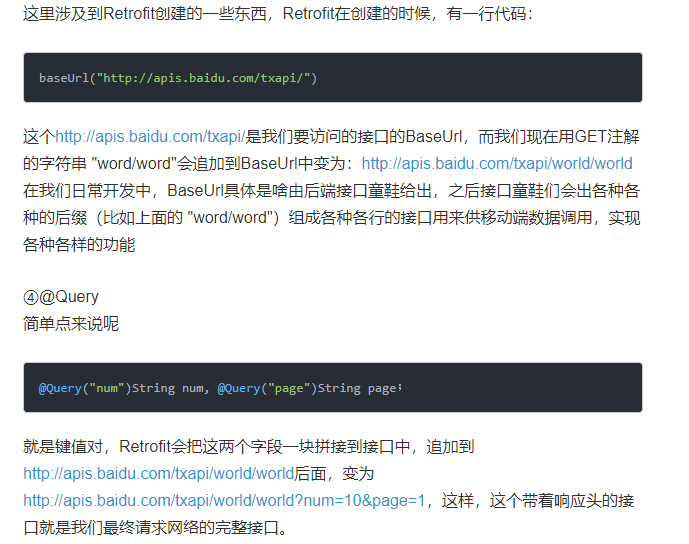 这里涉及到Retrofit创建的一些东西，Retrofit在创建的时候，有一行代码：
baseUrl("http://apis.baidu.com/txapi/")
这个http://apis.baidu.com/txapi/是我们要访问的接口的BaseUrl，而我们现在用GET注解
的字符串 "word/word"会追加到BaseUrl中变为：http://apis.baidu.com/txapi/world/world
在我们日常开发中，BaseUrl具体是啥由后端接口童鞋给出，之后接口童鞋们会出各种各
种的后缀（比如上面的 "word/word"）组成各种各行的接口用来供移动端数据调用，实现
各种各样的功能
④@Query
简单点来说呢
@Query("num")String num, @Query("page")String page;
就是键值对，Retrofit会把这两个字段一块拼接到接口中，追加到
http://apis.baidu.com/txapi/world/world后面，变为
http://apis.baidu.com/txapi/world/world?num=10&page=1，这样，这个带着响应头的接
口就是我们最终请求网络的完整接口。